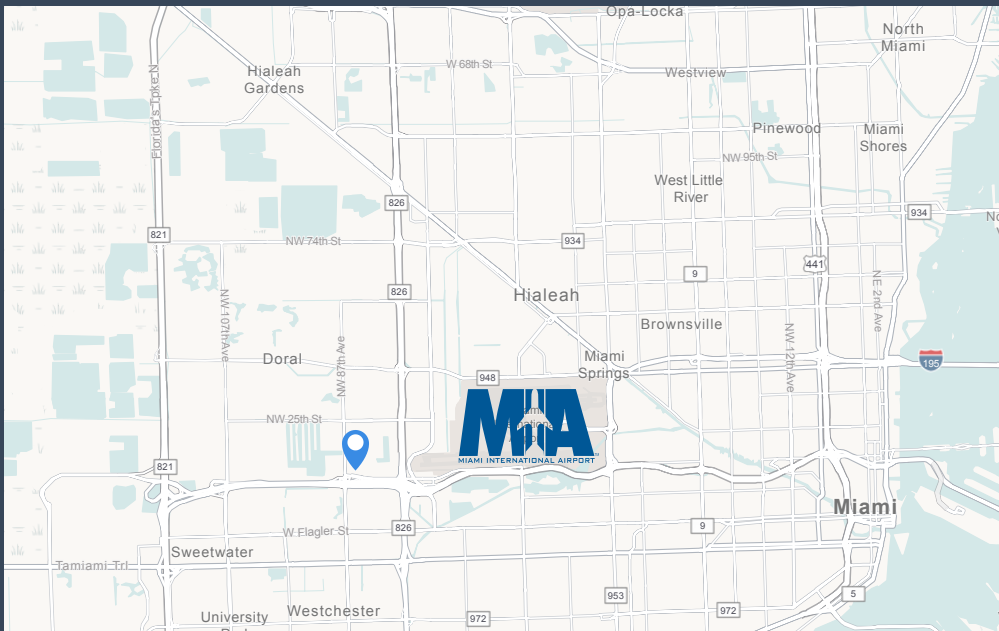 Opa-Locka
North
Miami
W 68th St
Westview
Hialeah
Gardens
Florida's Tpke N
Pinewood
Miami
Shores
NW 95th St
West Little
River
826
934
821
NW 74th St
934
441
9
826
Hialeah
NE 2nd Ave
NW 107th Ave
Brownsville
NW 12th Ave
NW 87th Ave
Doral
Miami
Springs
195
948
MIA
MIAMI INTERNATIONAL AIRPORT
NW 25th St
821
Miami
826
9
W Flagler St
Sweetwater
Tamiami Trl
953
5
Westchester
972
972
University